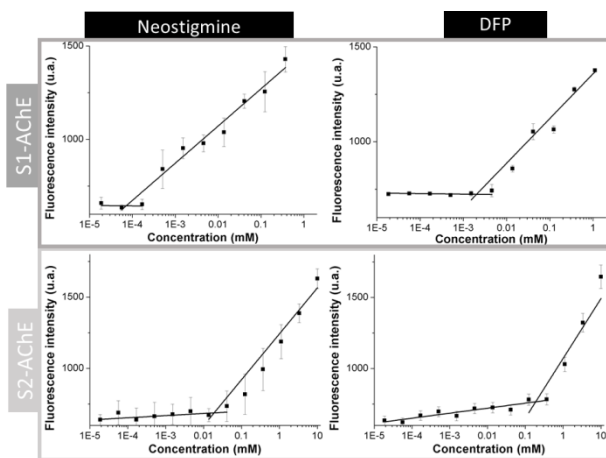 Neostigmine
DFP
S1-AChE
Fluorescence intensity (u.a.)
1500
1000
1E-5 1E-4 1E-3 0.01 0.1 1
Concentration (mM)
Fluorescence intensity (u.a.)
1500
1000
1E-5 1E-4 1E-3 0.01 0.1 1
Concentration (mM)
S2-AChE
Fluorescence intensity (u.a.)
1500
1000
1E-5 1E-4 1E-3 0.01 0.1 1 10
Concentration (mM)
Fluorescence intensity (u.a.)
1500
1000
1E-5 1E-4 1E-3 0.01 0.1 1 10
Concentration (mM)